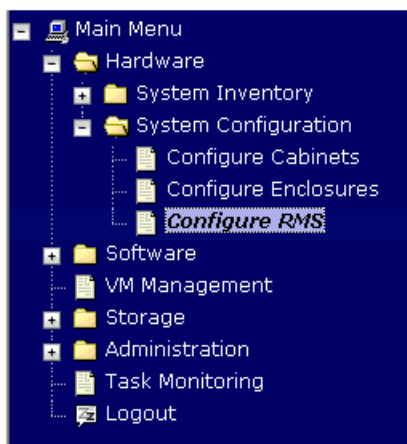 Main Menu
Hardware
System Inventory
System Configuration
Configure Cabinets
Configure Enclosures
Configure RMS
Software
VM Management
Storage
Administration
Task Monitoring
Logout